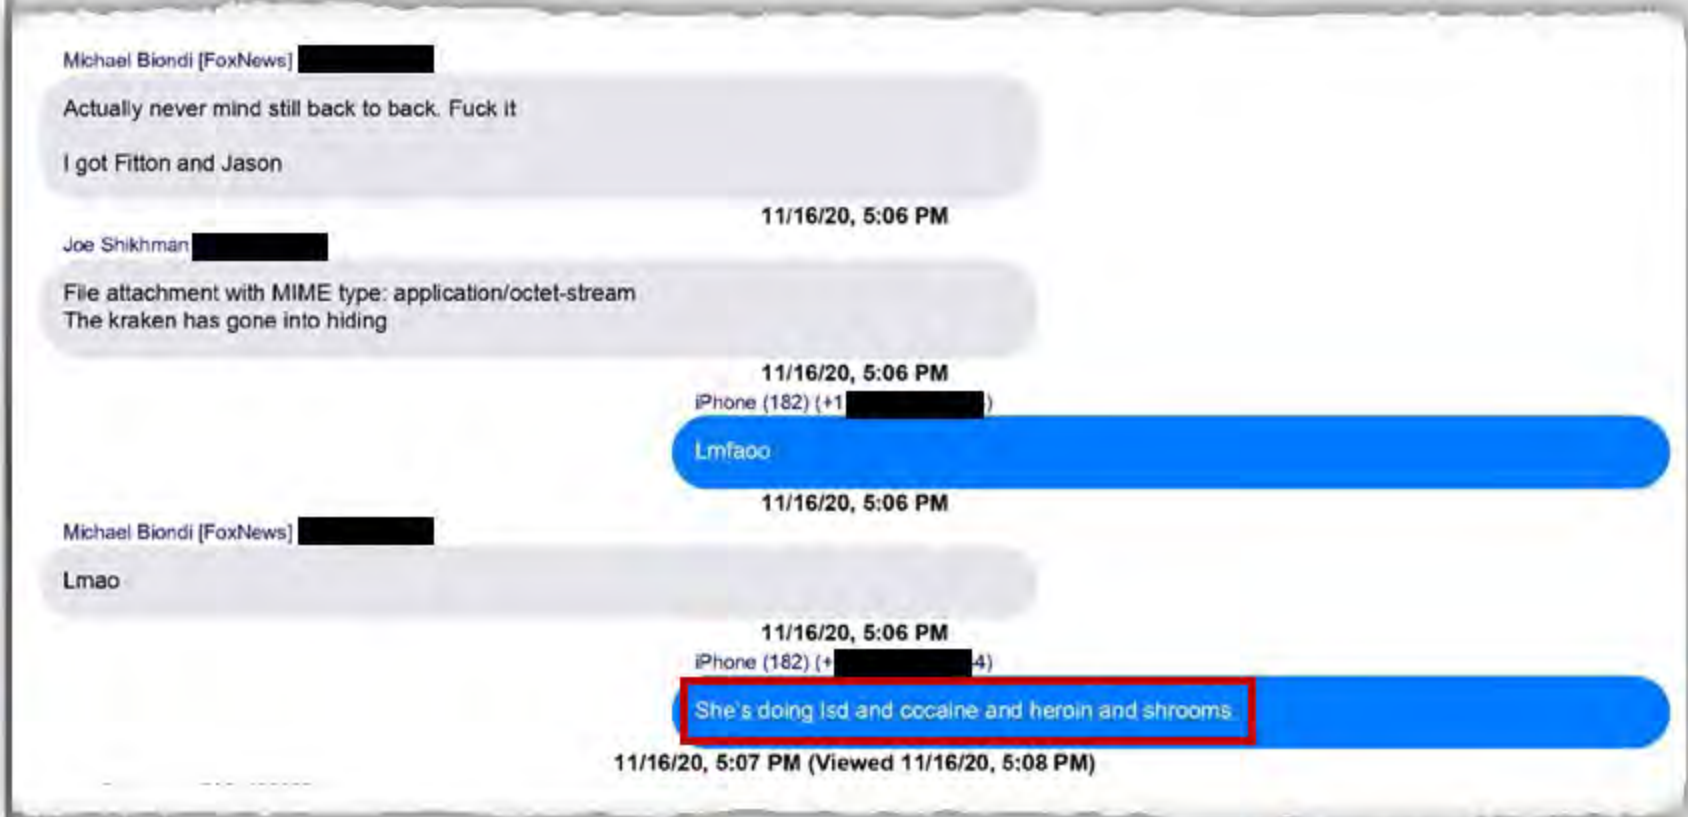 Michael Biondi [FoxNews]
Actually never mind still back to back. Fuck it
I got Fitton and Jason
11/16/20, 5:06 PM
Joe Shikhman
File attachment with MIME type: application/octet-stream
The kraken has gone into hiding
11/16/20, 5:06 PM
iPhone (182) (+1 )
Lmfaoo
11/16/20, 5:06 PM
Michael Biondi [FoxNews]
Lmao
11/16/20, 5:06 PM
iPhone (182) (+ 4)
She's doing lsd and cocaine and heroin and shrooms
11/16/20, 5:07 PM (Viewed 11/16/20, 5:08 PM)